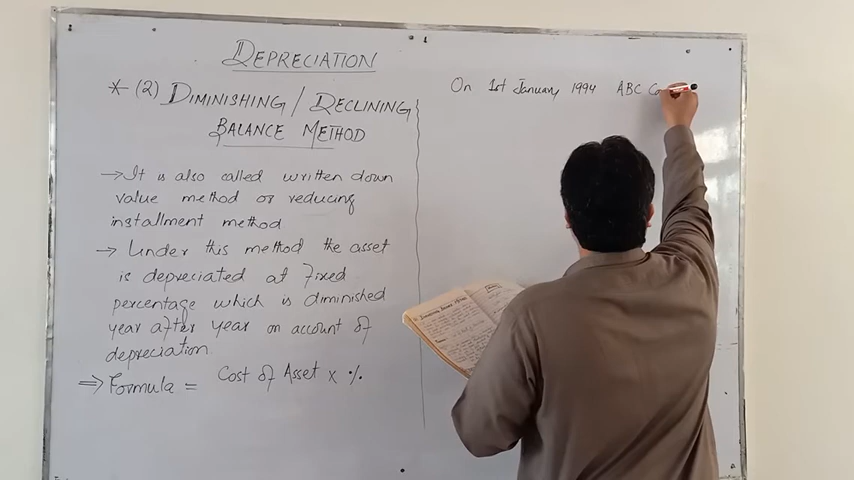 DEPRECIATION
* (2) DIMINISHING / DECLINING
BALANCE METHOD
→ It is also called written down
value method or reducing
installment method
→ Under this method the asset
is depreciated at fixed
percentage which is diminished
year after year on account of
depreciation.
⇒ Formula = Cost of Asset x %
On 1st January 1994 ABC Co